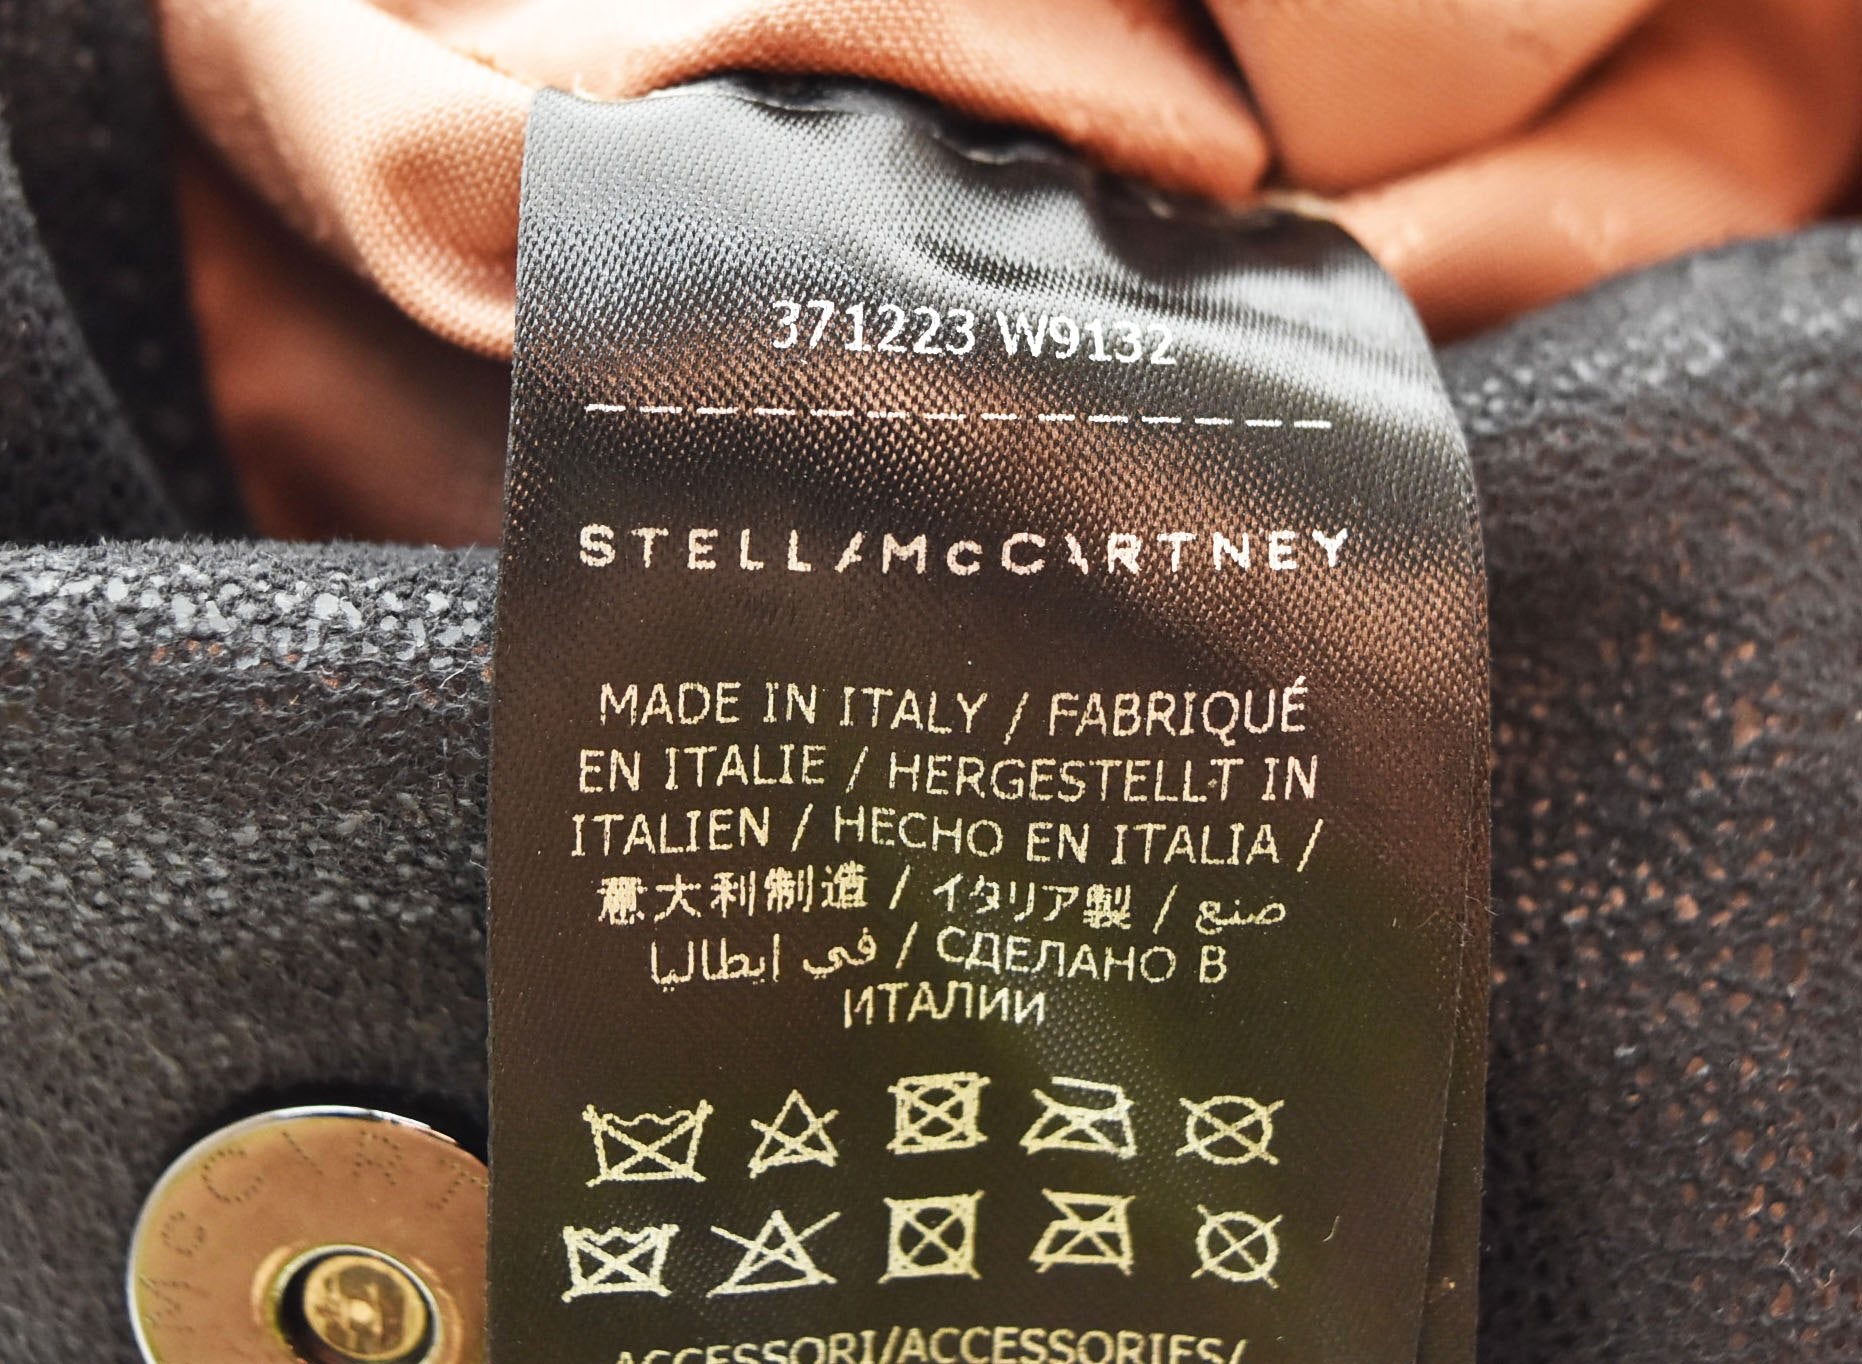 371223 W9132
STELLA McCARTNEY
MADE IN ITALY / FABRIQUÉ
EN ITALIE / HERGESTELLT IN
ITALIEN / HECHO EN ITALIA /
意大利制造 / イタリア製 / صنع
في ايطاليا / СДЕЛАНО В
ИТАЛИИ
ACCESSORI/ACCESSORIES/
MCCART